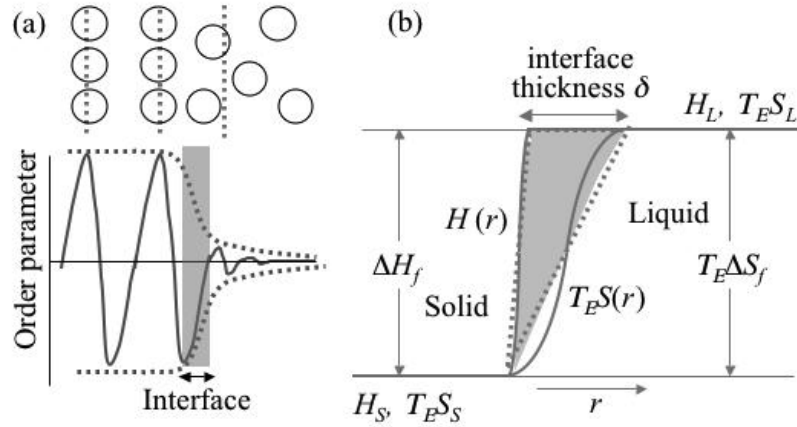 (a)
Order parameter
Interface
(b)
interface
thickness δ
H_L, T_E S_L
H(r)
Liquid
ΔH_f
T_E ΔS_f
Solid
T_E S(r)
H_S, T_E S_S
r